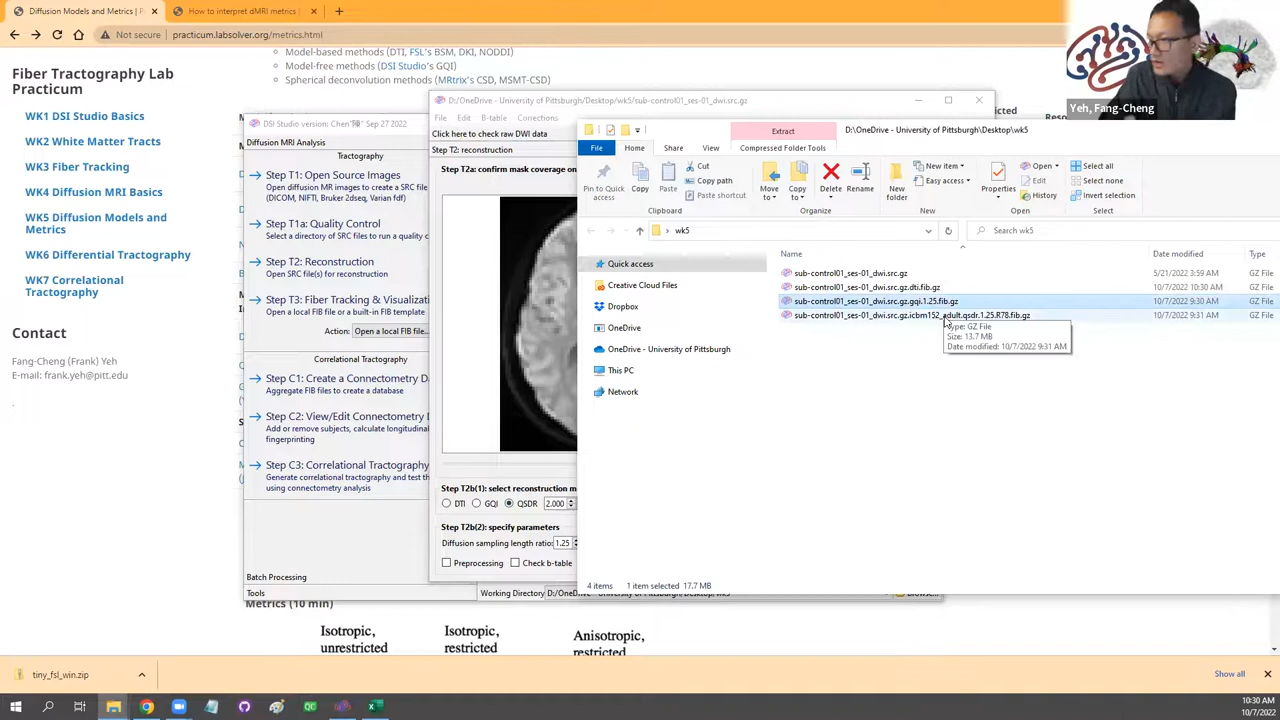 Diffusion Models and Metrics | P
How to interpret dMRI metrics |
Not secure
practicum.labsolver.org/metrics.html
Yeh, Fang-Cheng
Fiber Tractography Lab
Practicum
WK1 DSI Studio Basics
WK2 White Matter Tracts
WK3 Fiber Tracking
WK4 Diffusion MRI Basics
WK5 Diffusion Models and
Metrics
WK6 Differential Tractography
WK7 Correlational
Tractography
Contact
Fang-Cheng (Frank) Yeh
E-mail: frank.yeh@pitt.edu
.
Model-based methods (DTI, FSL's BSM, DKI, NODDI)
Model-free methods (DSI Studio's GQI)
Spherical deconvolution methods (MRtrix's CSD, MSMT-CSD)
DSI Studio version: Chen"陳" Sep 27 2022
Diffusion MRI Analysis
Tractography
Step T1: Open Source Images
Open diffusion MR images to create a SRC file
(DICOM, NIFTI, Bruker 2dseq, Varian fdf)
Step T1a: Quality Control
Select a directory of SRC files to run a quality c
Step T2: Reconstruction
Open SRC file(s) for reconstruction
Step T3: Fiber Tracking & Visualizati
Open a local FIB file, or a built-in template FIB f
Action:
Open a local FIB file...
Correlational Tractography
Step C1: Create a Connectometry Da
Aggregate FIB files to create a database
Step C2: View/Edit Connectometry
Add or remove subjects, calculate longitudinal
fingerprinting
Step C3: Correlational Tractography
Generate correlational tractography and test th
using connectometry analysis
Batch Processing
Tools
Working Directory
D:/OneDrive - University of Pittsburgh/Desktop/wk5
Browse...
D:/OneDrive - University of Pittsburgh/Desktop/wk5/sub-control01_ses-01_dwi.src.gz
File Edit B-table Corrections
Click here to check raw DWI data
Step T2: reconstruction
Step T2a: confirm mask coverage on
Step T2b(1): select reconstruction m
DTI GQI QSDR 2.000
Step T2b(2): specify parameters
Diffusion sampling length ratio: 1.25
Preprocessing Check b-table
Extract
D:\OneDrive - University of Pittsburgh\Desktop\wk5
File Home Share View Compressed Folder Tools
Pin to Quick
access
Copy
Paste
Cut
Copy path
Paste shortcut
Clipboard
Move
to
Copy
to
Delete
Rename
Organize
New
folder
New item
Easy access
New
Properties
Open
Edit
History
Open
Select all
Select none
Invert selection
Select
wk5
Search wk5
Quick access
Creative Cloud Files
Dropbox
OneDrive
OneDrive - University of Pittsburgh
This PC
Network
Name Date modified Type
sub-control01_ses-01_dwi.src.gz 5/21/2022 3:59 AM GZ File
sub-control01_ses-01_dwi.src.gz.dti.fib.gz 10/7/2022 10:30 AM GZ File
sub-control01_ses-01_dwi.src.gz.gqi.1.25.fib.gz 10/7/2022 9:30 AM GZ File
sub-control01_ses-01_dwi.src.gz.icbm152_adult.qsdr.1.25.R78.fib.gz 10/7/2022 9:31 AM GZ File
Type: GZ File
Size: 13.7 MB
Date modified: 10/7/2022 9:31 AM
4 items 1 item selected 17.7 MB
Metrics (10 min)
Isotropic,
unrestricted
Isotropic,
restricted
Anisotropic,
restricted
tiny_fsl_win.zip
Show all
10:30 AM
10/7/2022